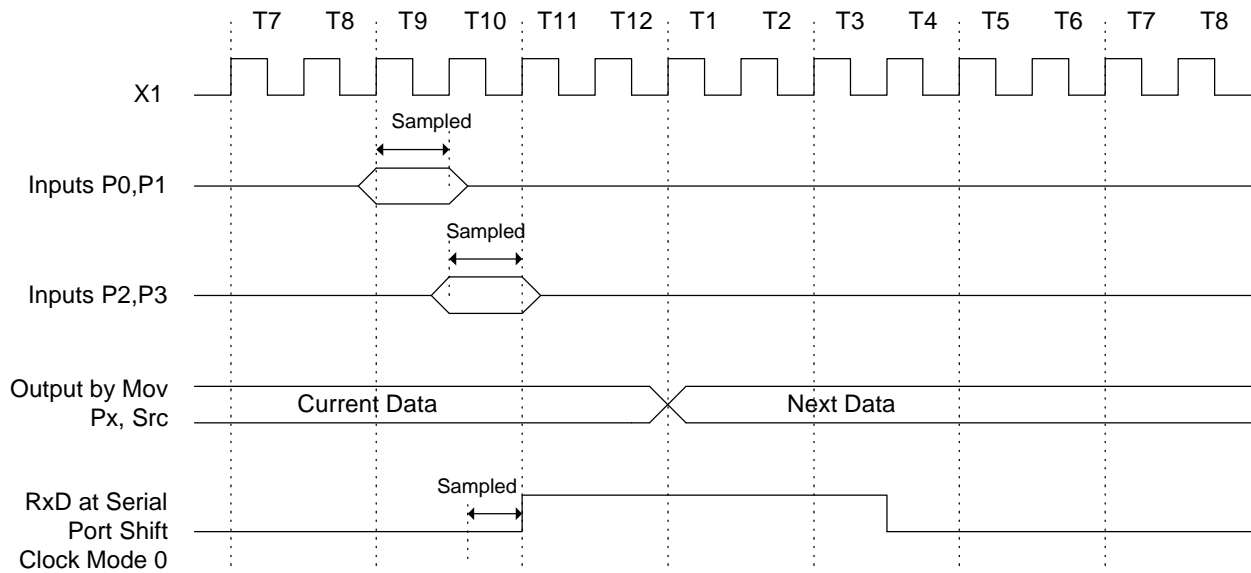 T7 T8 T9 T10 T11 T12 T1 T2 T3 T4 T5 T6 T7 T8
X1
Sampled
Inputs P0,P1
Sampled
Inputs P2,P3
Output by Mov
Px, Src
Current Data
Next Data
Sampled
RxD at Serial
Port Shift
Clock Mode 0